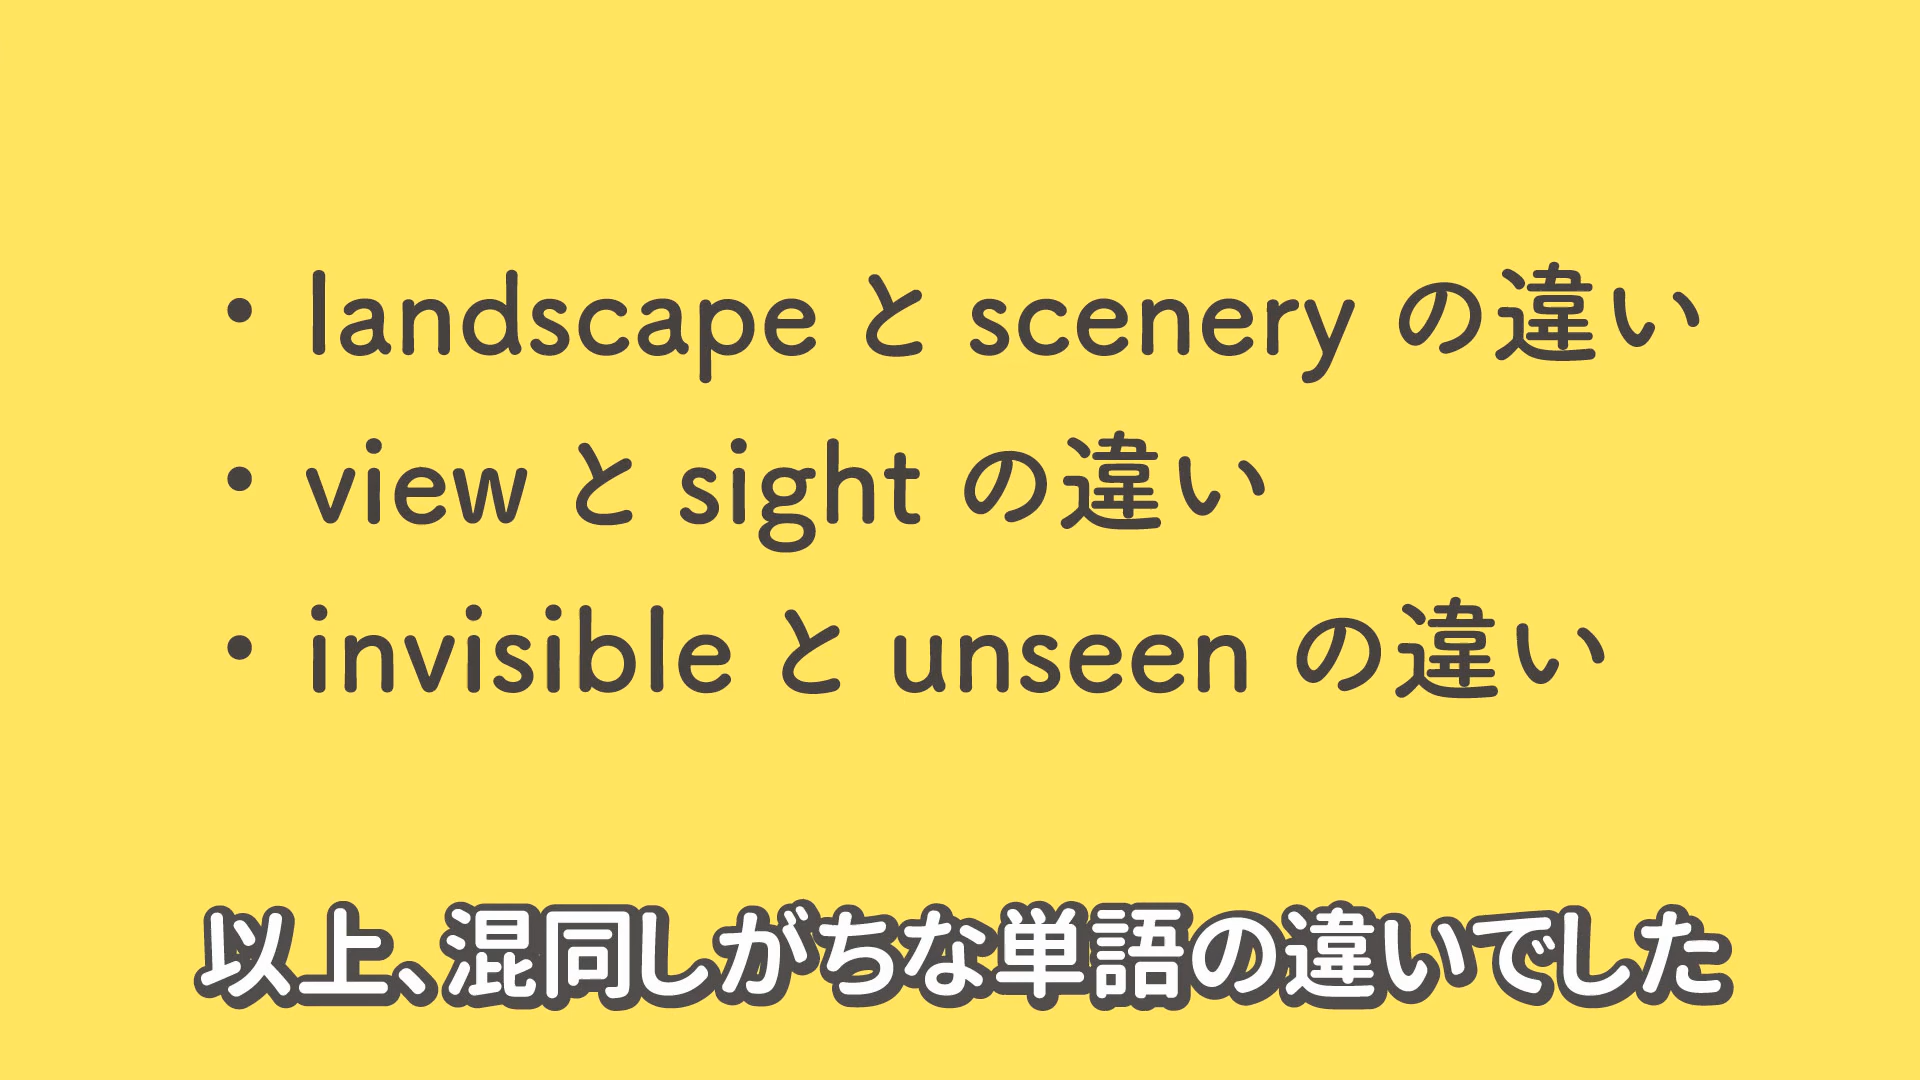 ・landscape と scenery の違い
・view と sight の違い
・invisible と unseen の違い
以上、混同しがちな単語の違いでした